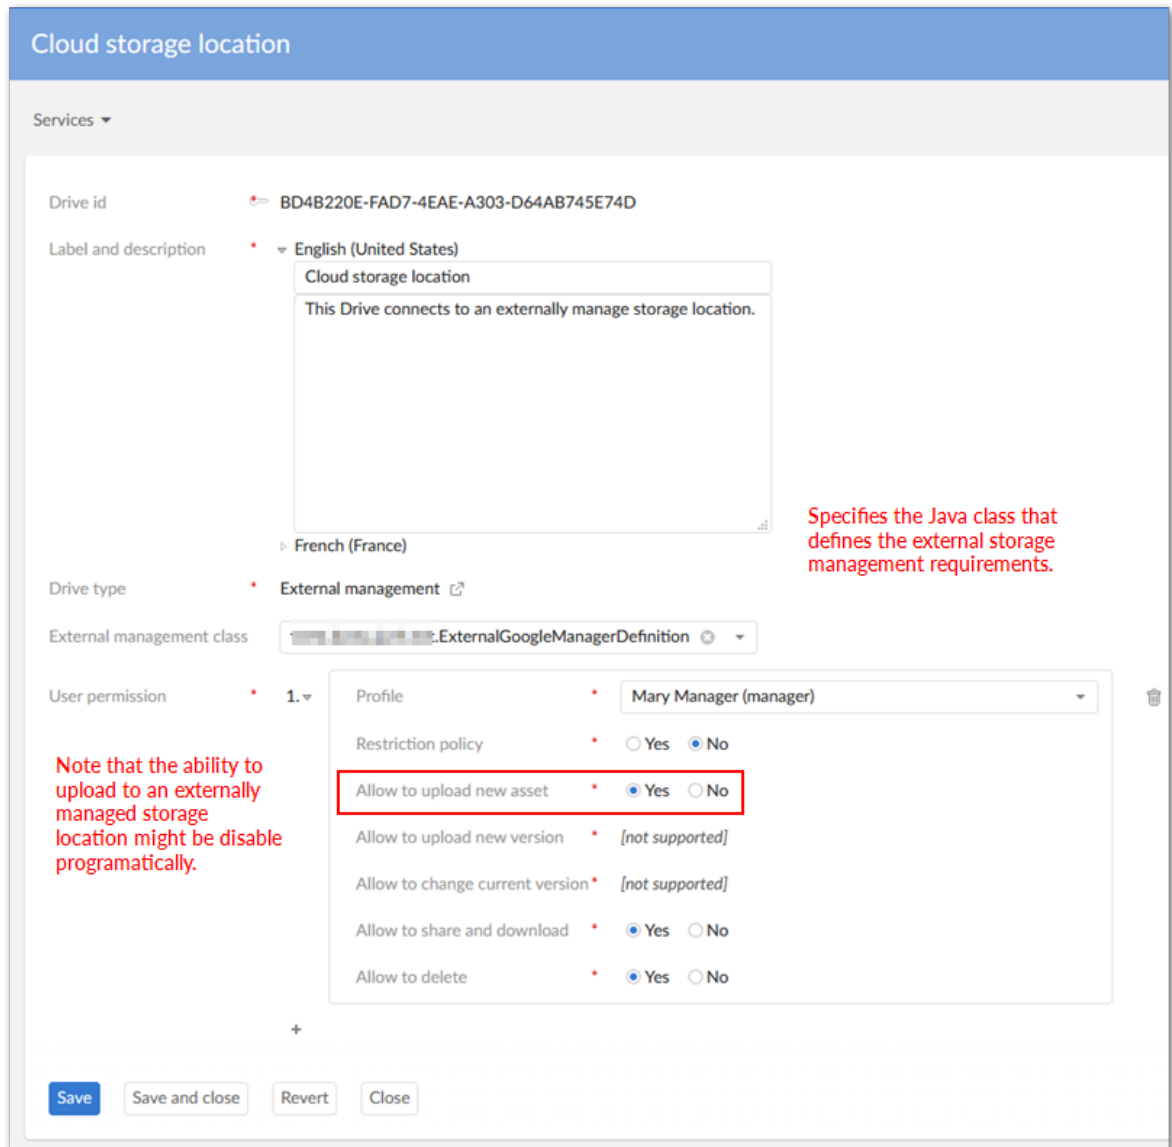 Cloud storage location
Services
Drive id * BD4B220E-FAD7-4EAE-A303-D64AB745E74D
Label and description * English (United States)
Cloud storage location
This Drive connects to an externally manage storage location.
Specifies the Java class that
defines the external storage
management requirements.
French (France)
Drive type * External management
External management class .ExternalGoogleManagerDefinition
User permission * 1. Profile * Mary Manager (manager)
Restriction policy * Yes No
Note that the ability to
upload to an externally
managed storage
location might be disable
programatically.
Allow to upload new asset * Yes No
Allow to upload new version * [not supported]
Allow to change current version * [not supported]
Allow to share and download * Yes No
Allow to delete * Yes No
+
Save Save and close Revert Close